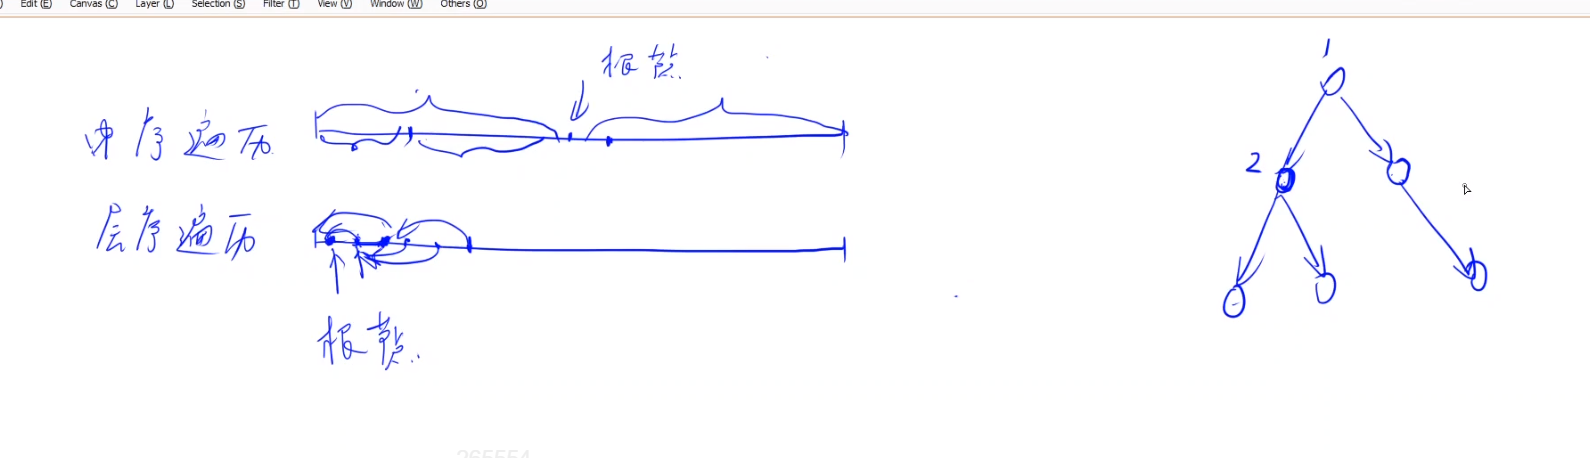 Edit (E) Canvas (C) Layer (L) Selection (S) Filter (T) View (V) Window (W) Others (O)
根节点
1
中序遍历
2
层序遍历
根节点
265554